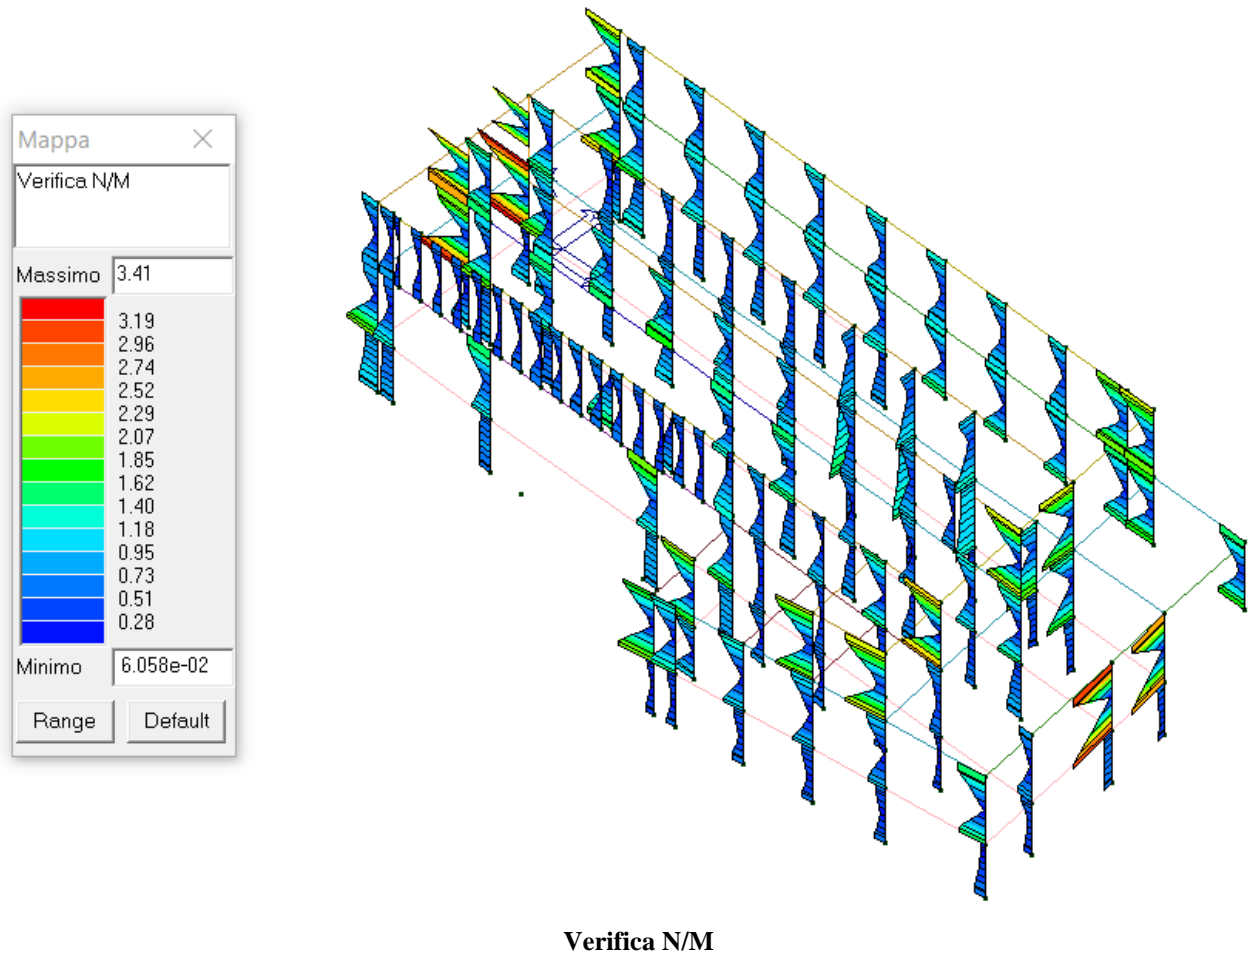 Mappa
Verifica N/M
Massimo 3.41
3.19
2.96
2.74
2.52
2.29
2.07
1.85
1.62
1.40
1.18
0.95
0.73
0.51
0.28
Minimo 6.058e-02
Range Default
Verifica N/M